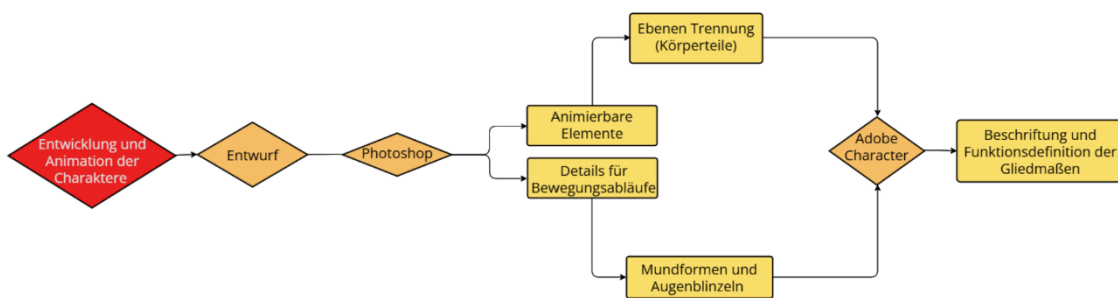 Entwicklung und
Animation der
Charaktere
Entwurf
Photoshop
Animierbare
Elemente
Details für
Bewegungsabläufe
Ebenen Trennung
(Körperteile)
Mundformen und
Augenblinzeln
Adobe
Character
Beschriftung und
Funktionsdefinition der
Gliedmaßen